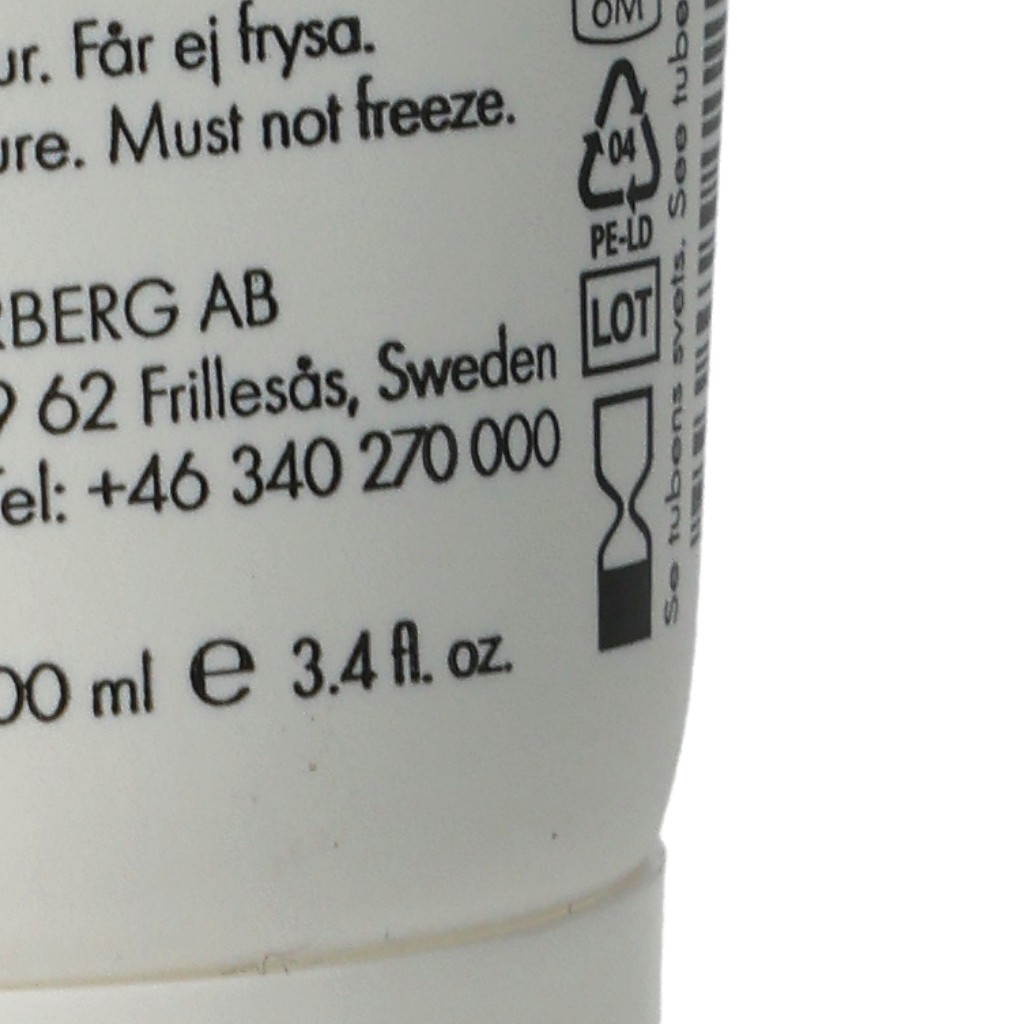 ur. Får ej frysa.
ure. Must not freeze.
RBERG AB
9 62 Frillesås, Sweden
Tel: +46 340 270 000
00 ml e 3.4 fl. oz.
6M
04
PE-LD
LOT
Se tubens svets. See tube